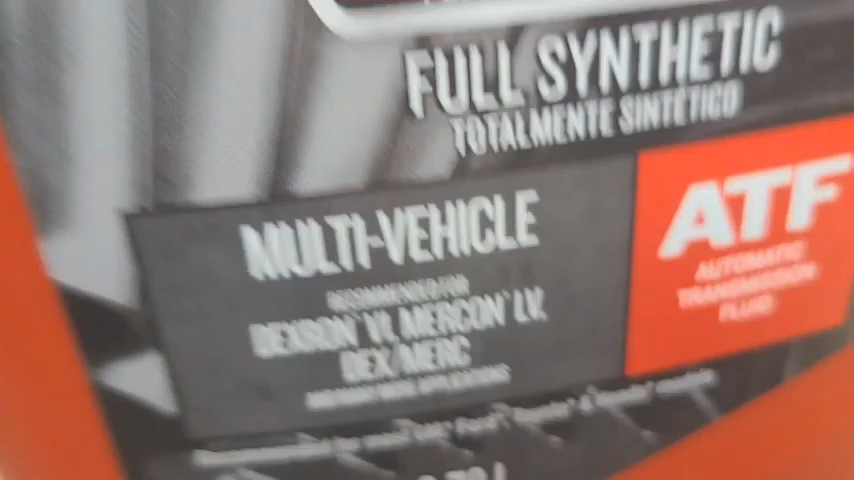 FULL SYNTHETIC
TOTALMENTE SINTÉTICO
MULTI-VEHICLE
RECOMMENDED FOR
DEXRON® VI, MERCON® LV,
DEX/MERC
ATF
AUTOMATIC
TRANSMISSION
FLUID